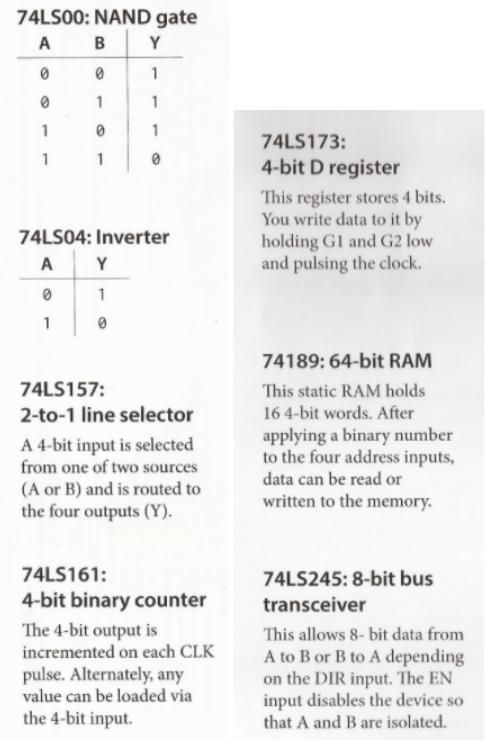 74LS00: NAND gate
A B Y
0 0 1
0 1 1
1 0 1
1 1 0
74LS04: Inverter
A Y
0 1
1 0
74LS157:
2-to-1 line selector
A 4-bit input is selected
from one of two sources
(A or B) and is routed to
the four outputs (Y).
74LS161:
4-bit binary counter
The 4-bit output is
incremented on each CLK
pulse. Alternately, any
value can be loaded via
the 4-bit input.
74LS173:
4-bit D register
This register stores 4 bits.
You write data to it by
holding G1 and G2 low
and pulsing the clock.
74189: 64-bit RAM
This static RAM holds
16 4-bit words. After
applying a binary number
to the four address inputs,
data can be read or
written to the memory.
74LS245: 8-bit bus
transceiver
This allows 8- bit data from
A to B or B to A depending
on the DIR input. The EN
input disables the device so
that A and B are isolated.